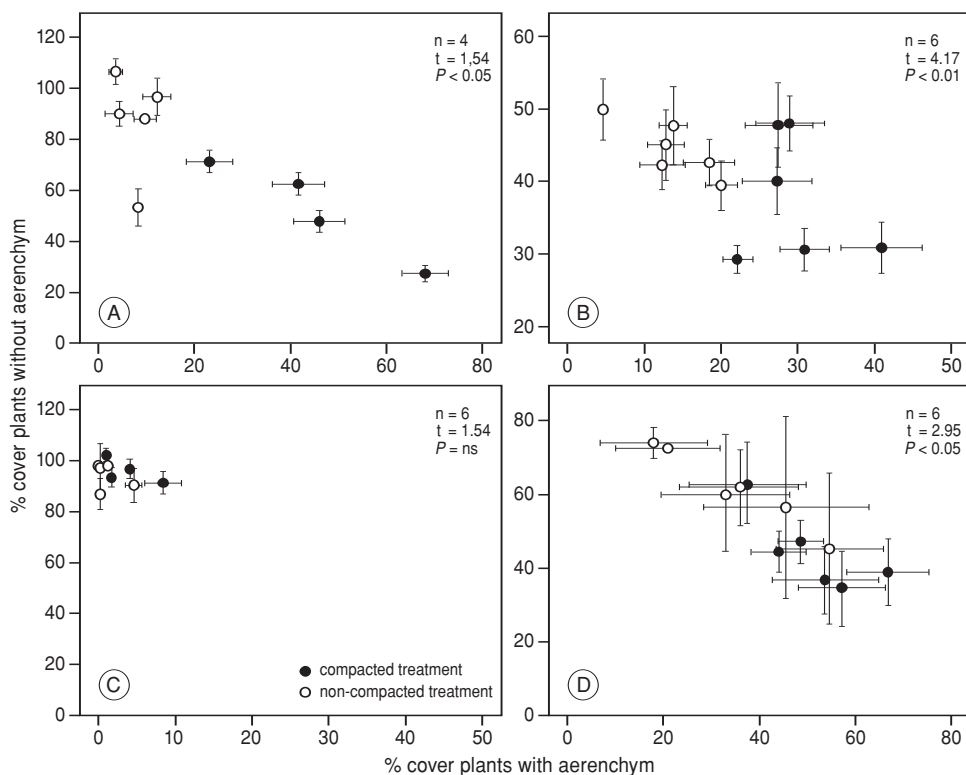 n = 4
t = 1,54
P < 0.05
120
100
80
60
40
20
0
A
0 20 40 60 80
n = 6
t = 4.17
P < 0.01
60
50
40
30
20
B
0 10 20 30 40 50
n = 6
t = 1.54
P = ns
120
100
80
60
40
20
0
compacted treatment
non-compacted treatment
C
0 10 20 30 40 50 60
n = 6
t = 2.95
P < 0.05
80
60
40
20
0
D
0 20 40 60 80
% cover plants without aerenchym
% cover plants with aerenchym